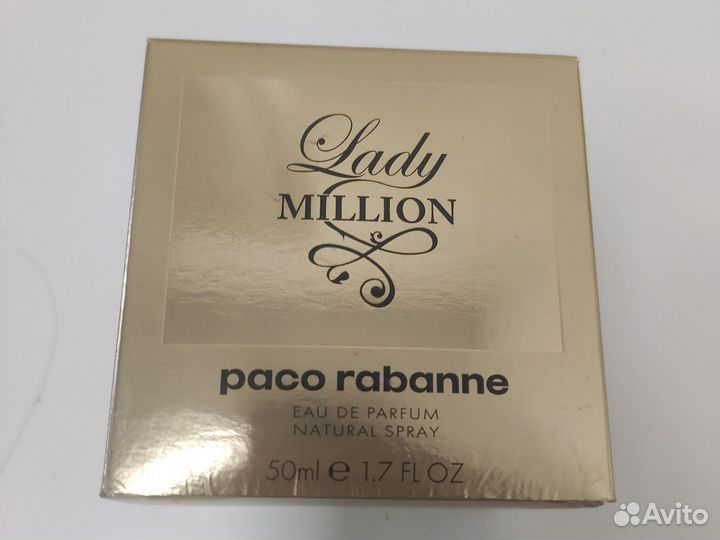 Lady
MILLION
paco rabanne
EAU DE PARFUM
NATURAL SPRAY
50ml e 1.7 FL OZ
Avito